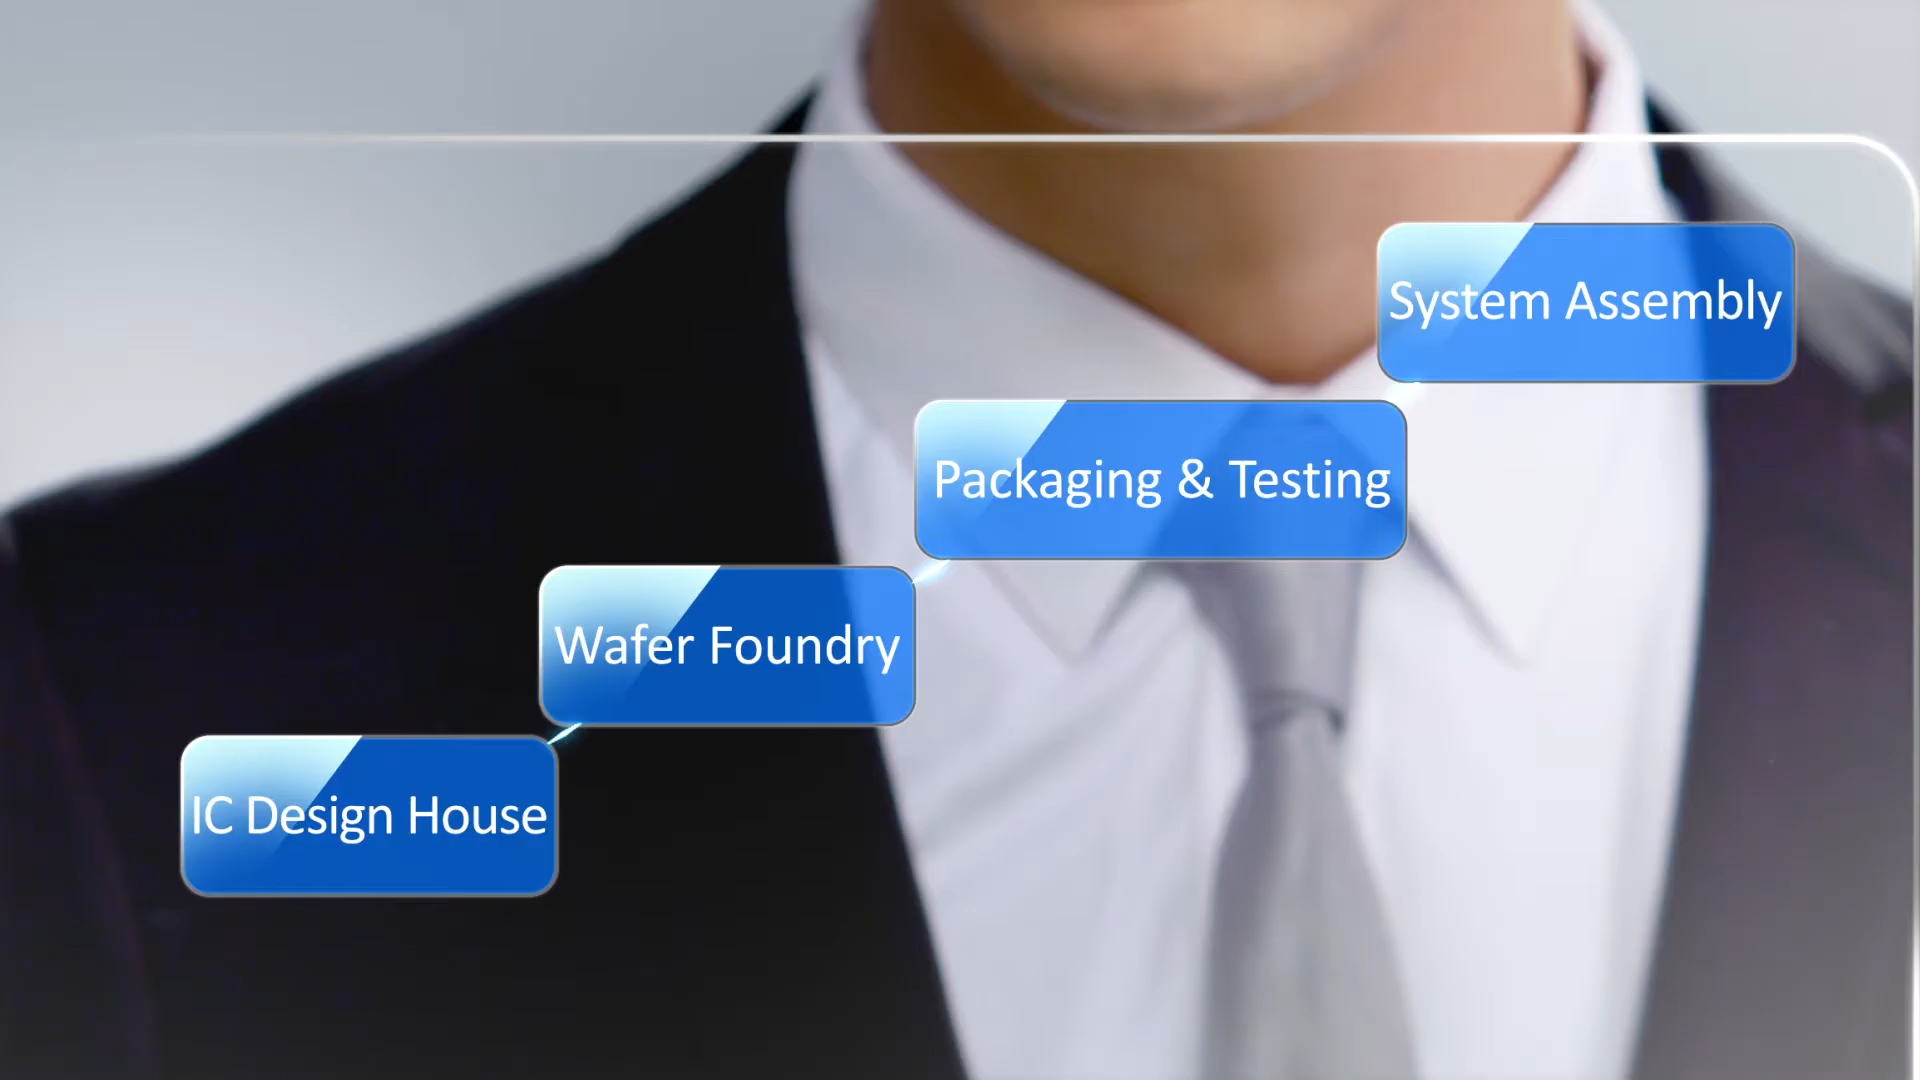 System Assembly
Packaging & Testing
Wafer Foundry
IC Design House